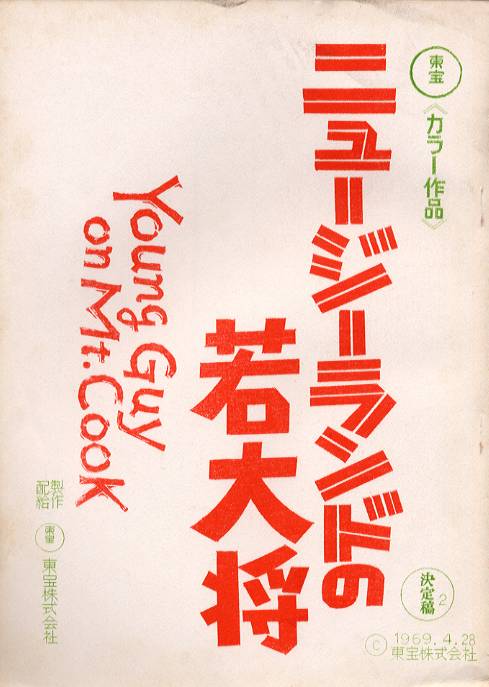 東宝
《カラー作品》
ニュージーランドの
若大将
Young Guy
on Mt. Cook
製作
配給
東宝
東宝株式会社
決定稿2
© 1969.4.28
東宝株式会社